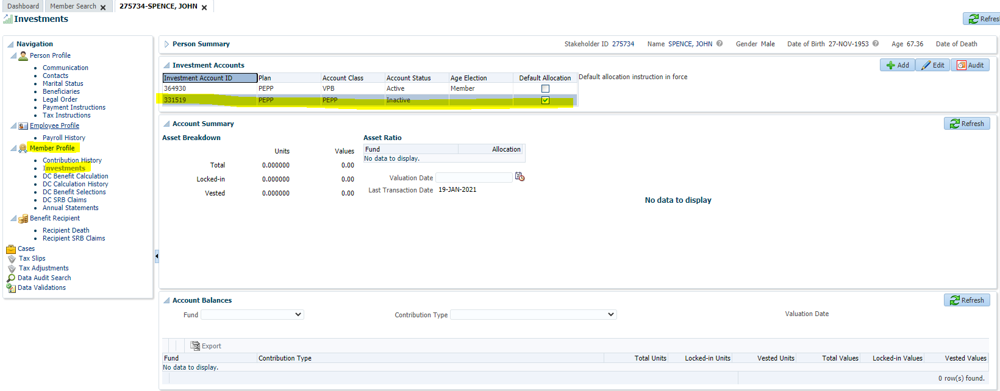 Dashboard Member Search 275734-SPENCE, JOHN
Investments
Refres
Navigation
Person Profile
Communication
Contacts
Marital Status
Beneficiaries
Legal Order
Payment Instructions
Tax Instructions
Employee Profile
Payroll History
Member Profile
Contribution History
Investments
DC Benefit Calculation
DC Calculation History
DC Benefit Selections
DC SRB Claims
Annual Statements
Benefit Recipient
Recipient Death
Recipient SRB Claims
Cases
Tax Slips
Tax Adjustments
Data Audit Search
Data Validations
Person Summary Stakeholder ID 275734 Name SPENCE, JOHN Gender Male Date of Birth 27-NOV-1953 Age 67.36 Date of Death
Investment Accounts Add Edit Audit
Investment Account ID Plan Account Class Account Status Age Election Default Allocation Default allocation instruction in force
364930 PEPP VPB Active Member
331519 PEPP PEPP Inactive
Account Summary Refresh
Asset Breakdown Asset Ratio
Units Values
Fund Allocation
No data to display.
Total 0.000000 0.00
Locked-in 0.000000 0.00
Vested 0.000000 0.00
Valuation Date
Last Transaction Date 19-JAN-2021
No data to display
Account Balances Refresh
Fund Contribution Type Valuation Date
Export
Fund Contribution Type Total Units Locked-in Units Vested Units Total Values Locked-in Values Vested Values
No data to display.
0 row(s) found.